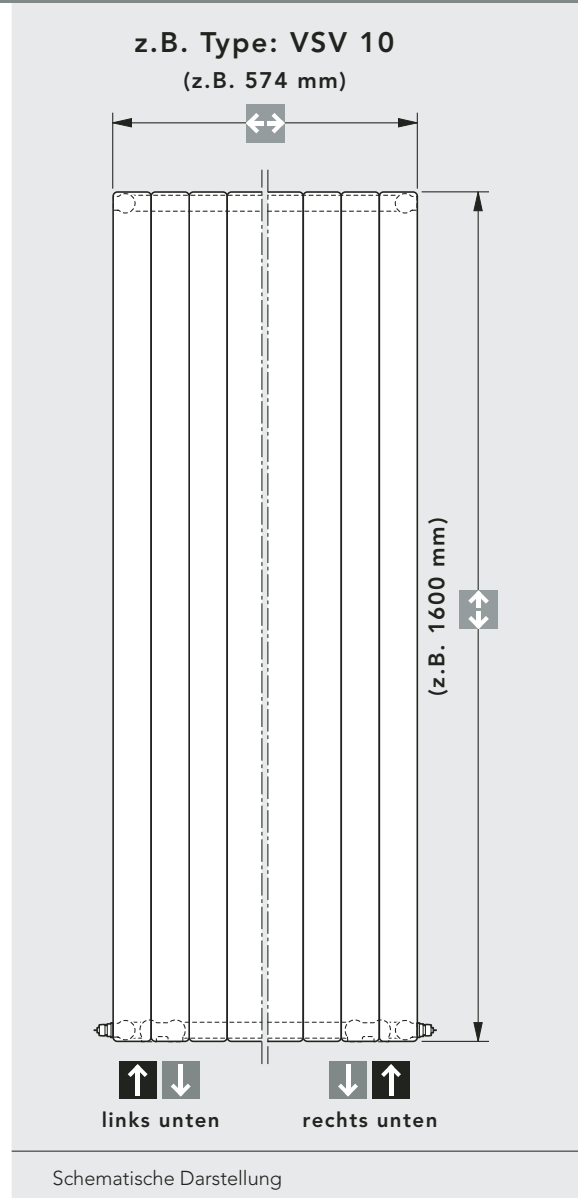 z.B. Type: VSV 10
(z.B. 574 mm)
(z.B. 1600 mm)
links unten
rechts unten
Schematische Darstellung